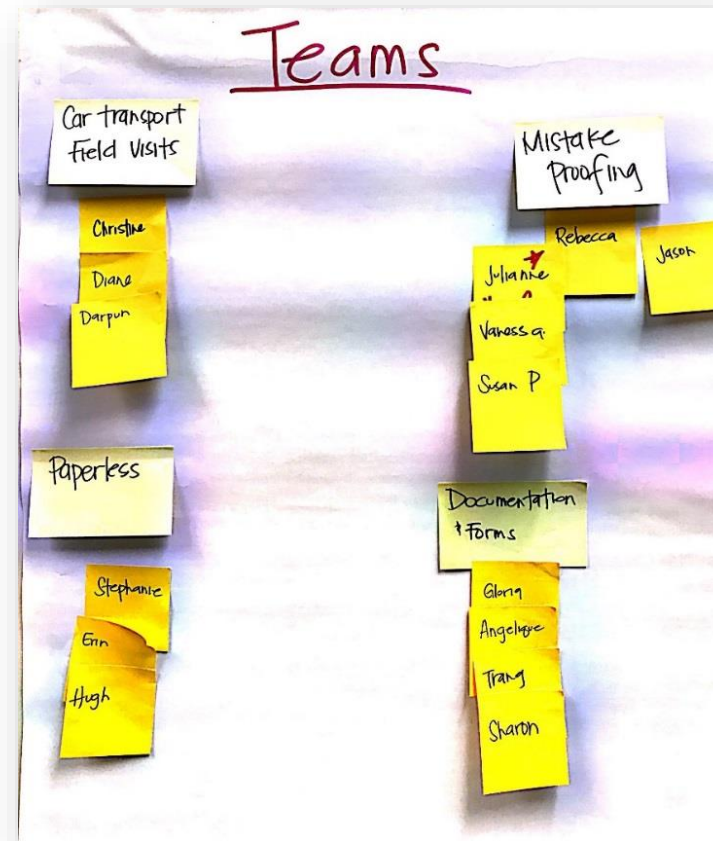 Teams
Car transport
Field Visits
Christine
Diane
Darpun
Mistake
Proofing
Rebecca
Jason
Julianne
Vanessa
Susan P
Paperless
Stephanie
Erin
Hugh
Documentation
+ Forms
Gloria
Angelique
Trang
Sharon